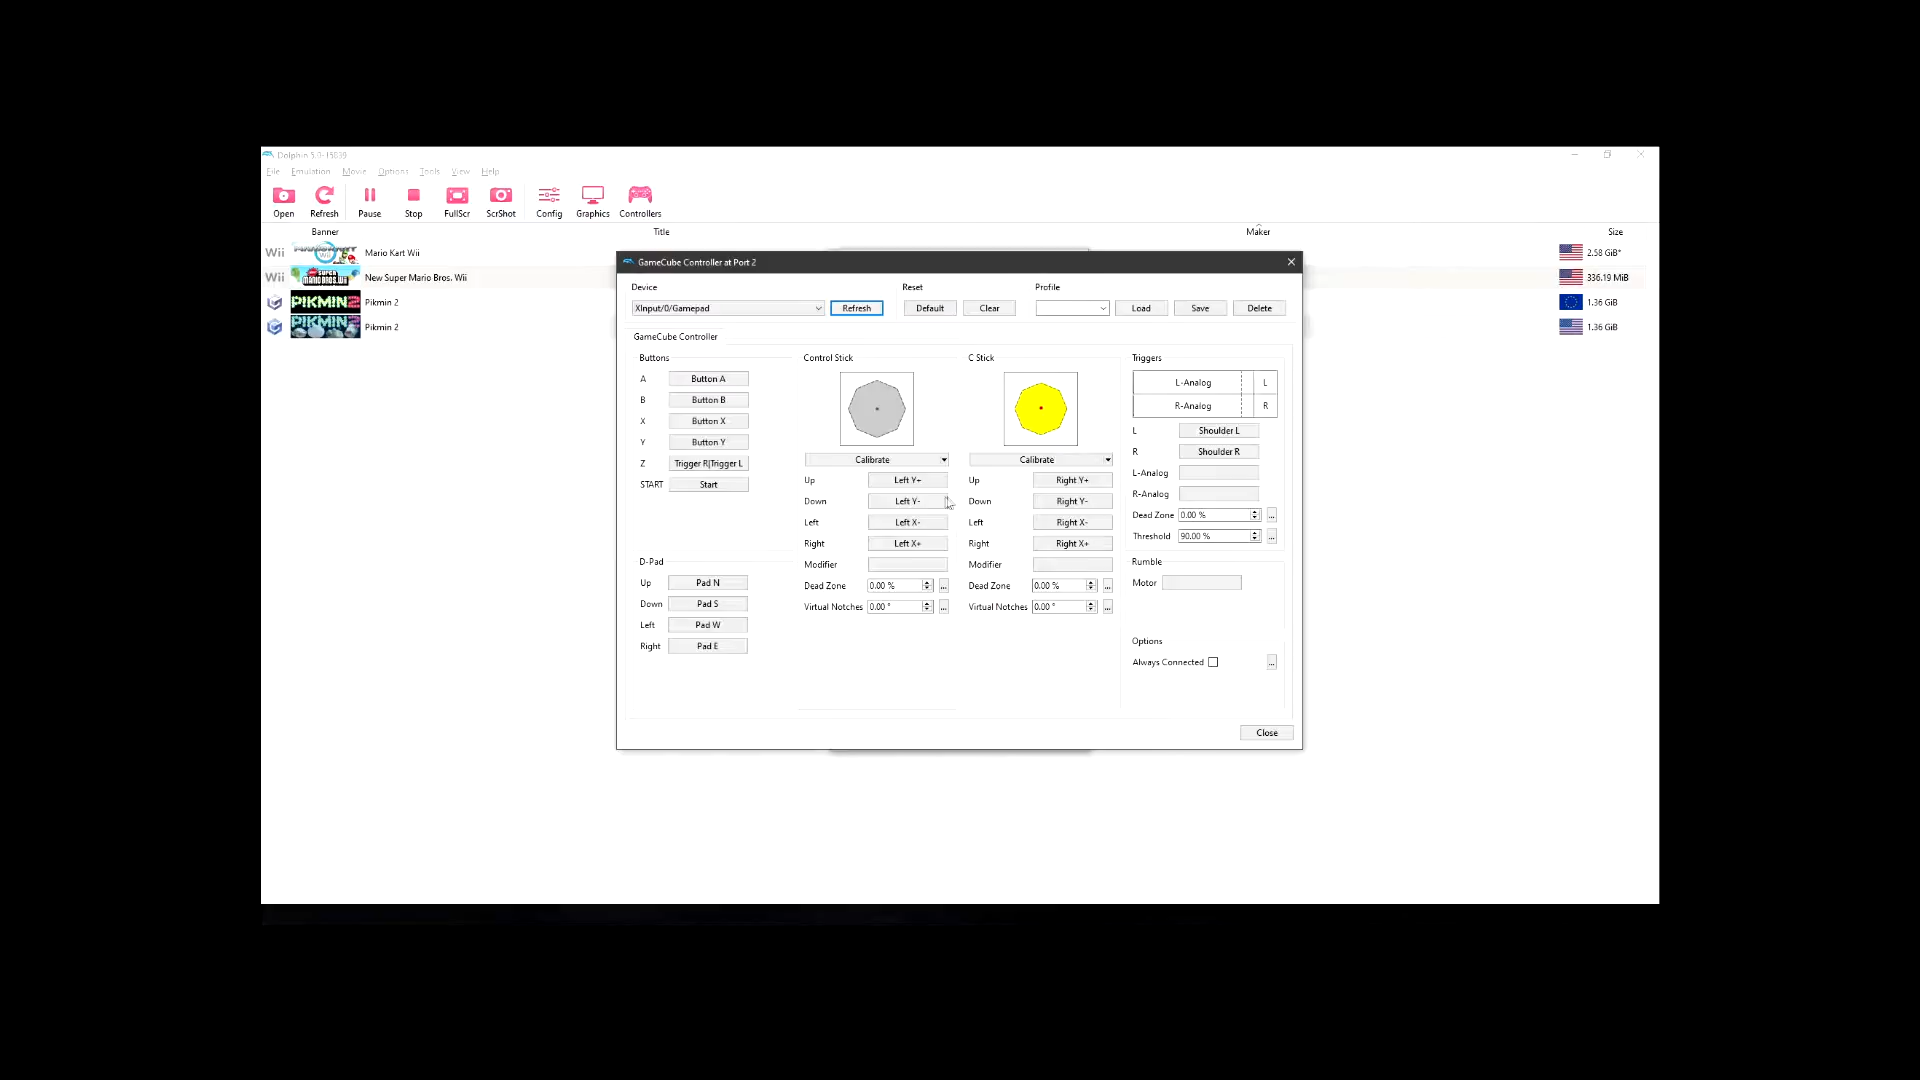 Dolphin 5.0-15839
File Emulation Movie Options Tools View Help
Open Refresh Pause Stop FullScr ScrShot Config Graphics Controllers
Banner Title Maker Size
Wii Mario Kart Wii 2.58 GiB*
Wii New Super Mario Bros. Wii 336.19 MiB
PIKMIN2 Pikmin 2 1.36 GiB
PIKMIN2 Pikmin 2 1.36 GiB
GameCube Controller at Port 2
Device Reset Profile
XInput/0/Gamepad Refresh Default Clear Load Save Delete
GameCube Controller
Buttons
A Button A
B Button B
X Button X
Y Button Y
Z Trigger R|Trigger L
START Start
D-Pad
Up Pad N
Down Pad S
Left Pad W
Right Pad E
Control Stick
Calibrate
Up Left Y+
Down Left Y-
Left Left X-
Right Left X+
Modifier
Dead Zone 0.00 % ...
Virtual Notches 0.00 ° ...
C Stick
Calibrate
Up Right Y+
Down Right Y-
Left Right X-
Right Right X+
Modifier
Dead Zone 0.00 % ...
Virtual Notches 0.00 ° ...
Triggers
L-Analog L
R-Analog R
L Shoulder L
R Shoulder R
L-Analog
R-Analog
Dead Zone 0.00 % ...
Threshold 90.00 % ...
Rumble
Motor
Options
Always Connected ...
Close